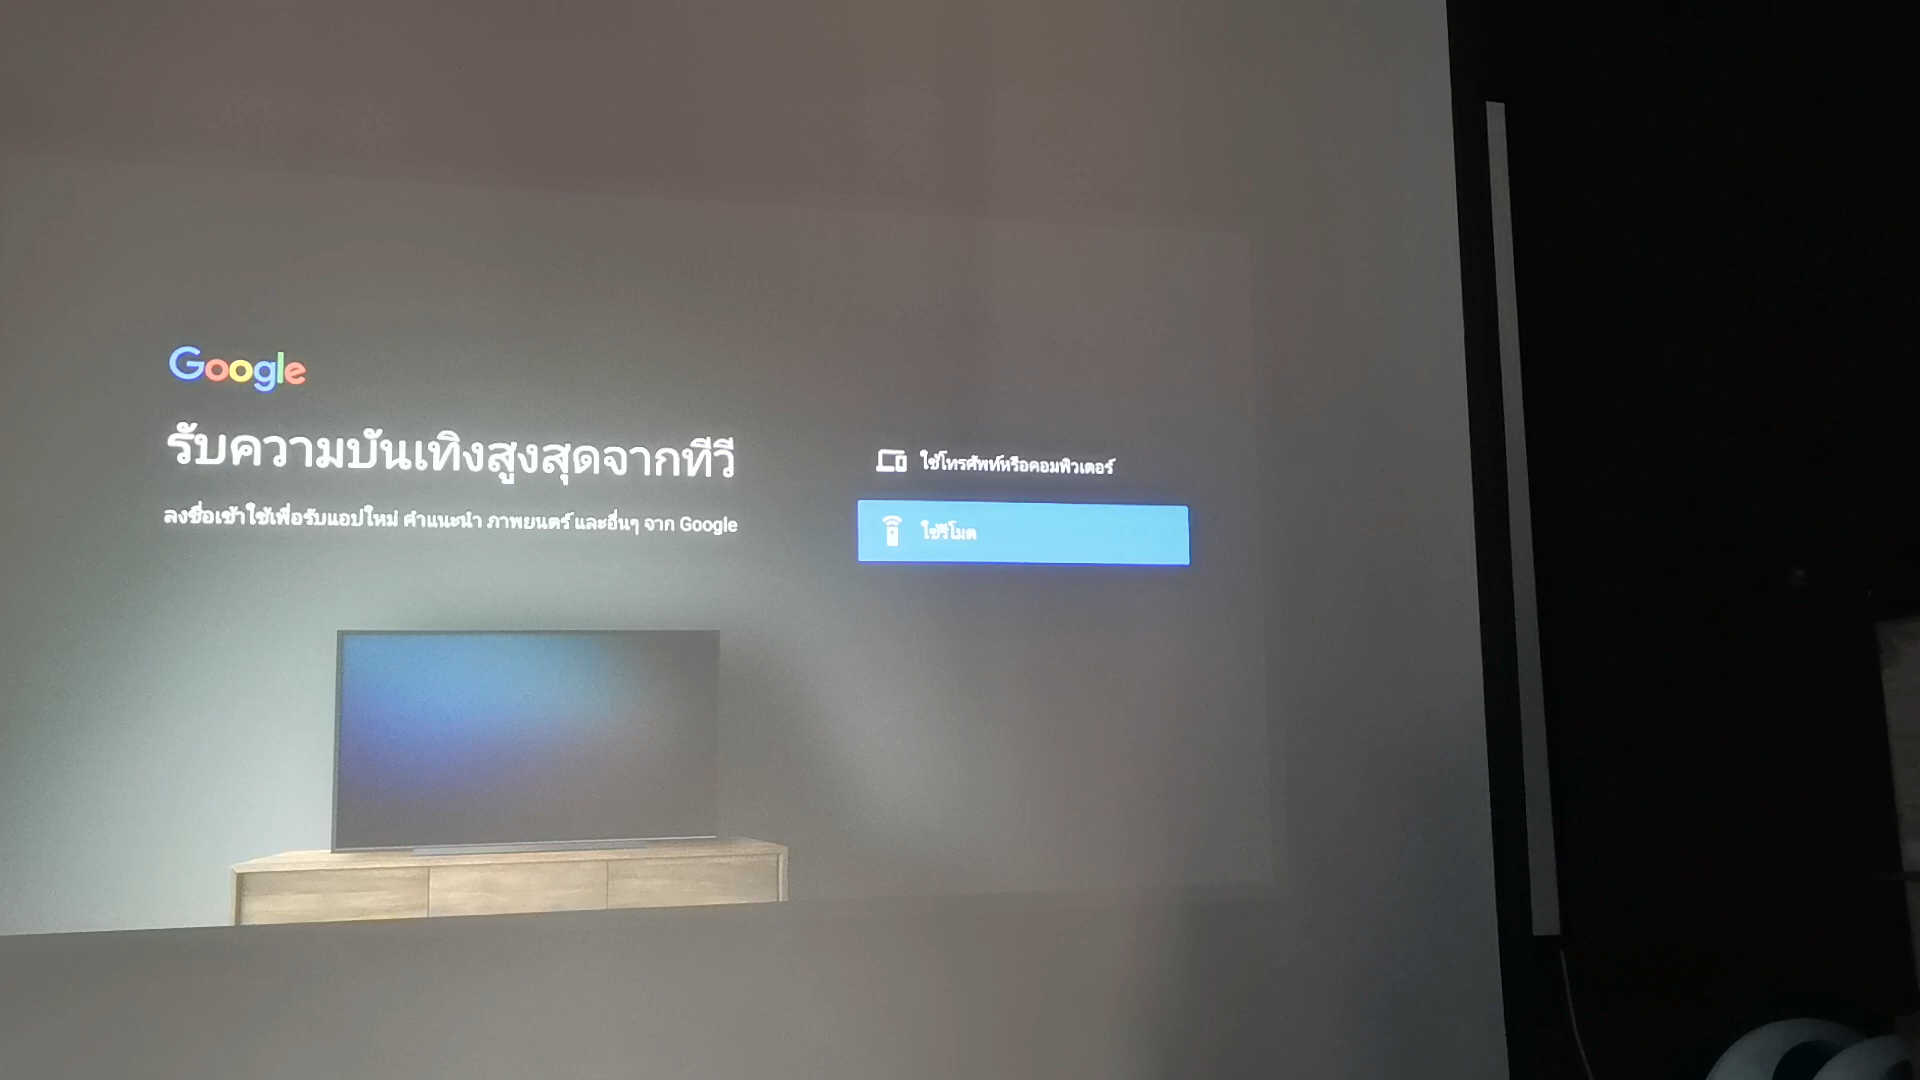 Google
รับความบันเทิงสูงสุดจากทีวี
ลงชื่อเข้าใช้เพื่อรับแอปใหม่ คำแนะนำ ภาพยนตร์ และอื่นๆ จาก Google
ใช้โทรศัพท์หรือคอมพิวเตอร์
ใช้รีโมต